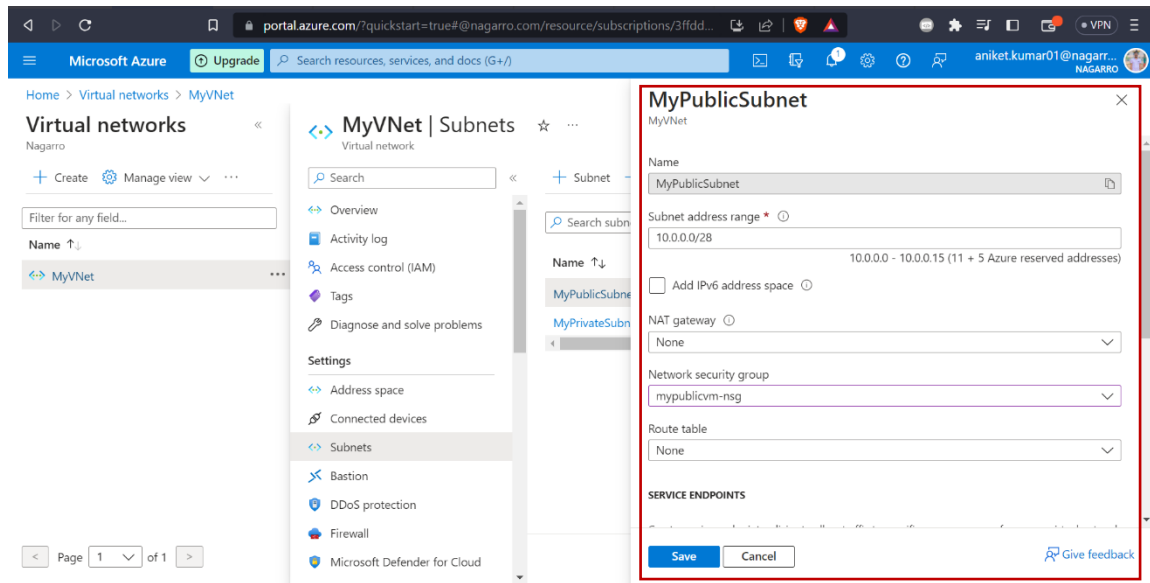 portal.azure.com/?quickstart=true#@nagarro.com/resource/subscriptions/3ffdd...
VPN
Microsoft Azure
Upgrade
Search resources, services, and docs (G+/)
1
aniket.kumar01@nagarr...
NAGARRO
Home > Virtual networks > MyVNet
Virtual networks
Nagarro
+ Create
Manage view
...
Filter for any field...
Name ↑↓
MyVNet
...
< Page 1 of 1 >
MyVNet | Subnets
...
Virtual network
Search
Overview
Activity log
Access control (IAM)
Tags
Diagnose and solve problems
Settings
Address space
Connected devices
Subnets
Bastion
DDoS protection
Firewall
Microsoft Defender for Cloud
+ Subnet
Search subn
Name ↑↓
MyPublicSubne
MyPrivateSubn
MyPublicSubnet
MyVNet
Name
MyPublicSubnet
Subnet address range *
10.0.0.0/28
10.0.0.0 - 10.0.0.15 (11 + 5 Azure reserved addresses)
Add IPv6 address space
NAT gateway
None
Network security group
mypublicvm-nsg
Route table
None
SERVICE ENDPOINTS
Save
Cancel
Give feedback